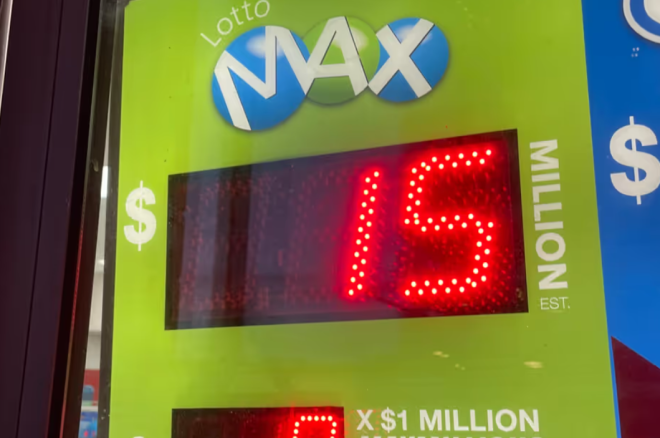 Lotto
MAX
$
15
MILLION
EST.
$
X $1 MILLION